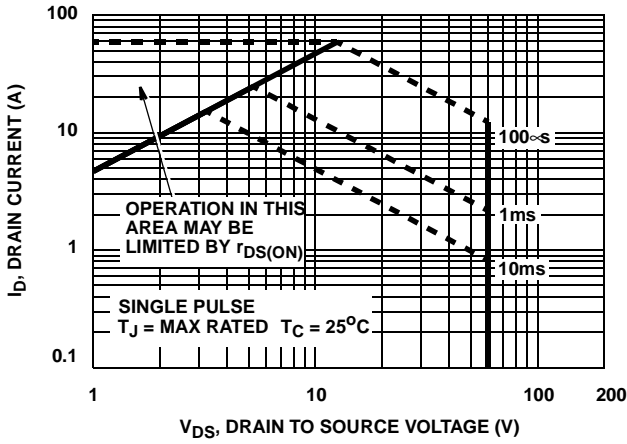 100
10
1
0.1
I_D, DRAIN CURRENT (A)
100∝s
1ms
10ms
OPERATION IN THIS
AREA MAY BE
LIMITED BY r_DS(ON)
SINGLE PULSE
T_J = MAX RATED T_C = 25°C
1
10
100
200
V_DS, DRAIN TO SOURCE VOLTAGE (V)